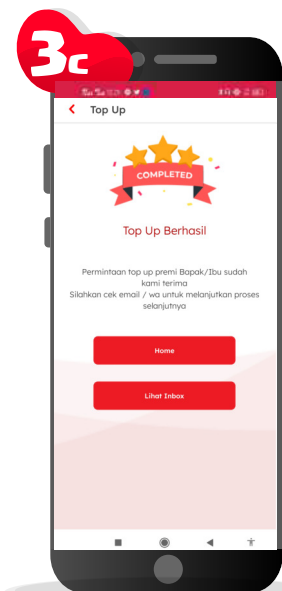 3c
Top Up
COMPLETED
Top Up Berhasil
Permintaan top up premi Bapak/Ibu sudah
kami terima
Silahkan cek email / wa untuk melanjutkan proses
selanjutnya
Home
Lihat Inbox